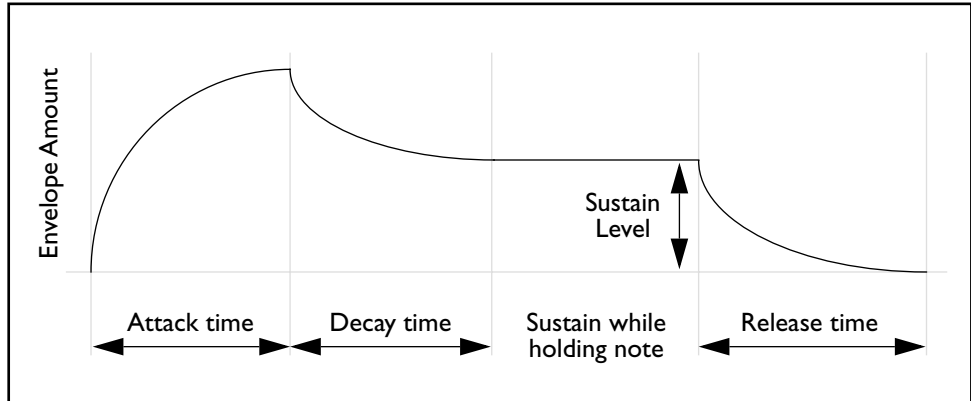 Envelope Amount
Sustain
Level
Attack time
Decay time
Sustain while
holding note
Release time